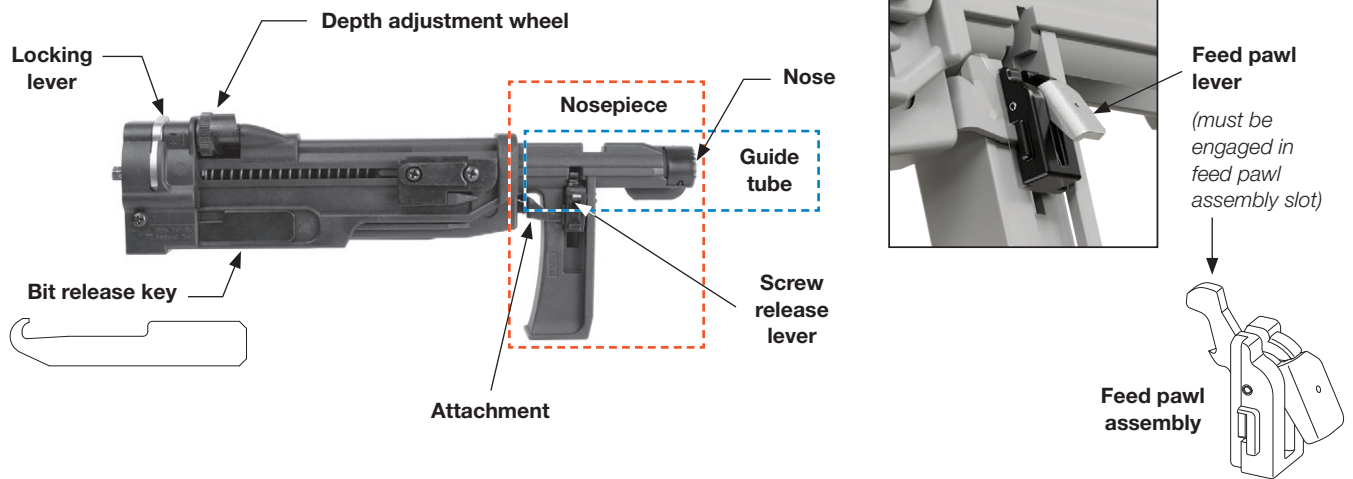 Depth adjustment wheel
Locking
lever
Nose
Nosepiece
Guide
tube
Bit release key
Screw
release
lever
Attachment
Feed pawl
lever
(must be
engaged in
feed pawl
assembly slot)
Feed pawl
assembly